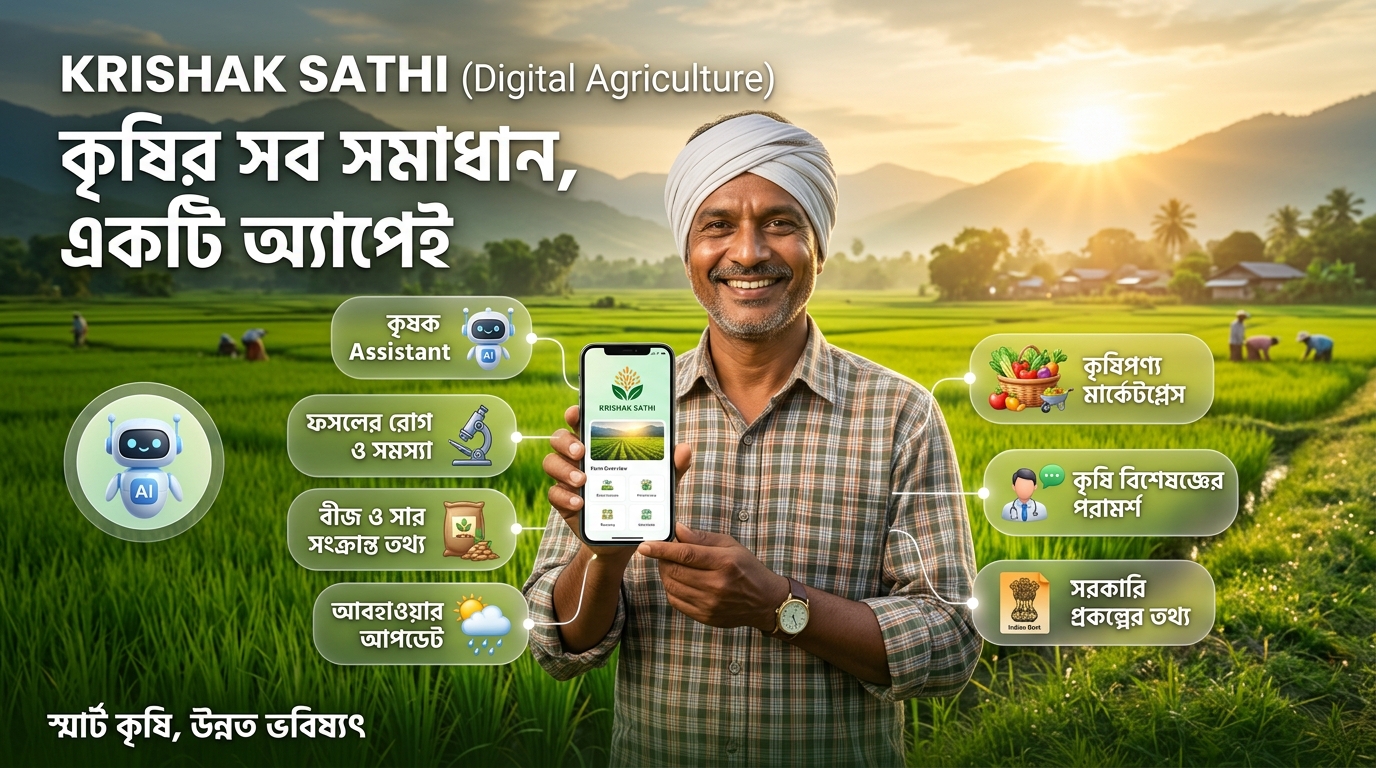 KRISHAK SATHI (Digital Agriculture)
কৃষির সব সমাধান,
একটি অ্যাপেই
কৃষক
Assistant
AI
ফসলের রোগ
ও সমস্যা
বীজ ও সার
সংক্রান্ত তথ্য
আবহাওয়ার
আপডেট
AI
KRISHAK SATHI
Farm Overview
কৃষিপণ্য
মার্কেটপ্লেস
কৃষি বিশেষজ্ঞের
পরামর্শ
সরকারি
প্রকল্পের তথ্য
Indian Govt
স্মার্ট কৃষি, উন্নত ভবিষ্যৎ